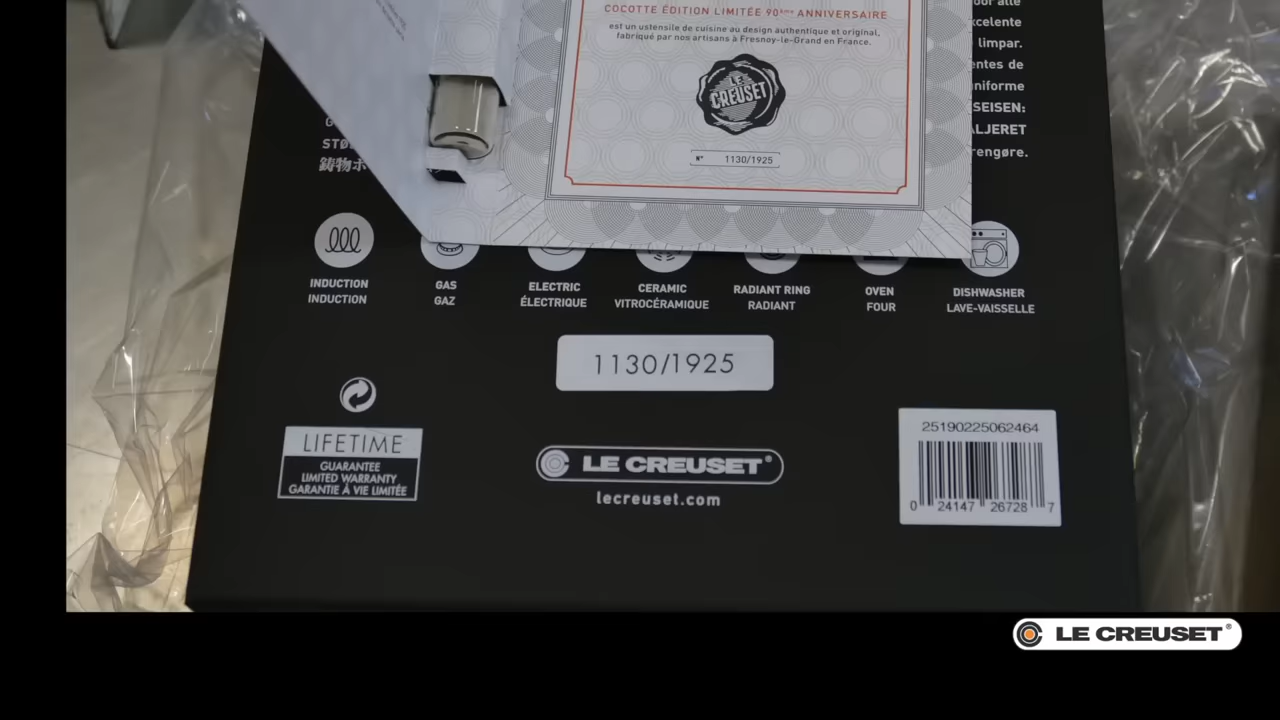 COCOTTE ÉDITION LIMITÉE 90ème ANNIVERSAIRE
est un ustensile de cuisine au design authentique et original,
fabriqué par nos artisans à Fresnoy-le-Grand en France.
LE CREUSET
N° 1130/1925
limpar.
entes de
niforme
SEISEN:
ALJERET
rengøre.
鋳物ホ
INDUCTION
INDUCTION
GAS
GAZ
ELECTRIC
ÉLECTRIQUE
CERAMIC
VITROCÉRAMIQUE
RADIANT RING
RADIANT
OVEN
FOUR
DISHWASHER
LAVE-VAISSELLE
1130/1925
LIFETIME
GUARANTEE
LIMITED WARRANTY
GARANTIE À VIE LIMITÉE
LE CREUSET®
lecreuset.com
25190225062464
0 24147 26728 7
LE CREUSET®